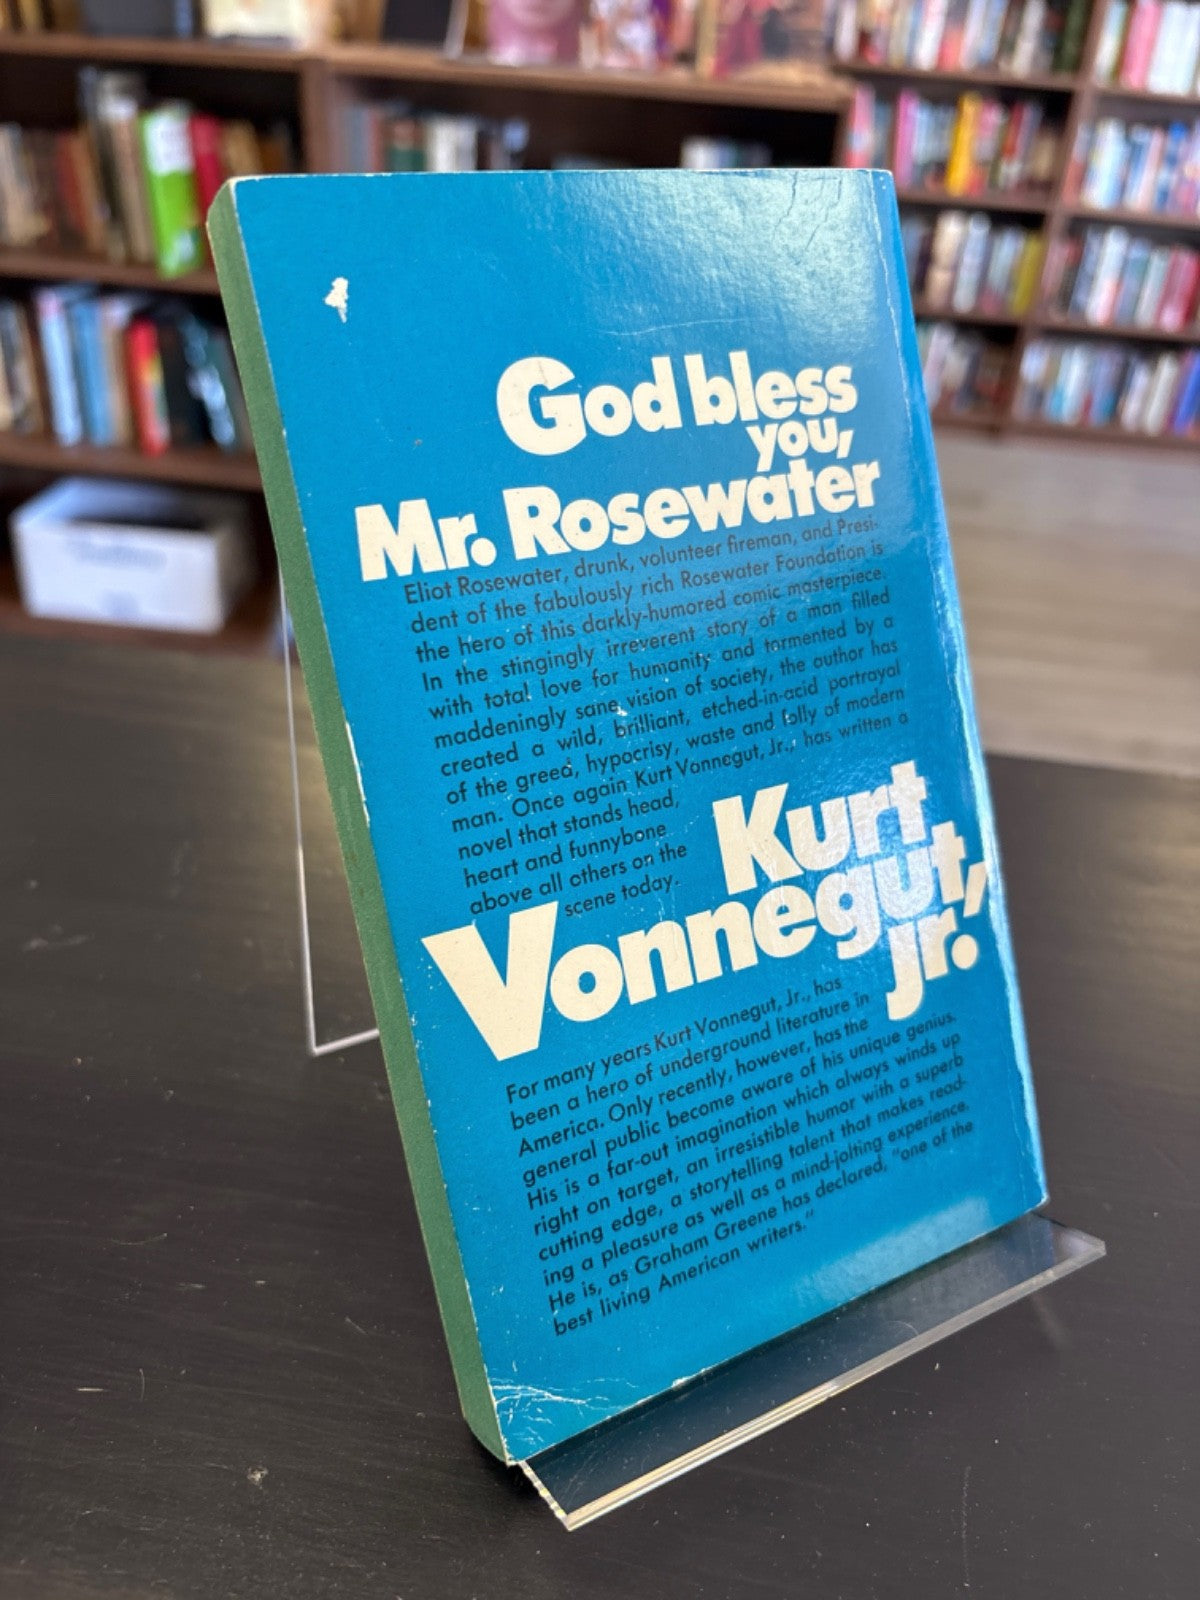 God bless
you,
Mr. Rosewater
Eliot Rosewater, drunk, volunteer fireman, and Presi-
dent of the fabulously rich Rosewater Foundation is
the hero of this darkly-humored comic masterpiece.
In the stingingly irreverent story of a man filled
with total love for humanity and tormented by a
maddeningly sane vision of society, the author has
created a wild, brilliant, etched-in-acid portrayal
of the greed, hypocrisy, waste and folly of modern
man. Once again Kurt Vonnegut, Jr., has written a
novel that stands head,
heart and funnybone
above all others on the
scene today.
Kurt
Vonnegut,
jr.
For many years Kurt Vonnegut, Jr., has
been a hero of underground literature in
America. Only recently, however, has the
general public become aware of his unique genius.
His is a far-out imagination which always winds up
right on target, an irresistible humor with a superb
cutting edge, a storytelling talent that makes read-
ing a pleasure as well as a mind-jolting experience.
He is, as Graham Greene has declared, "one of the
best living American writers."